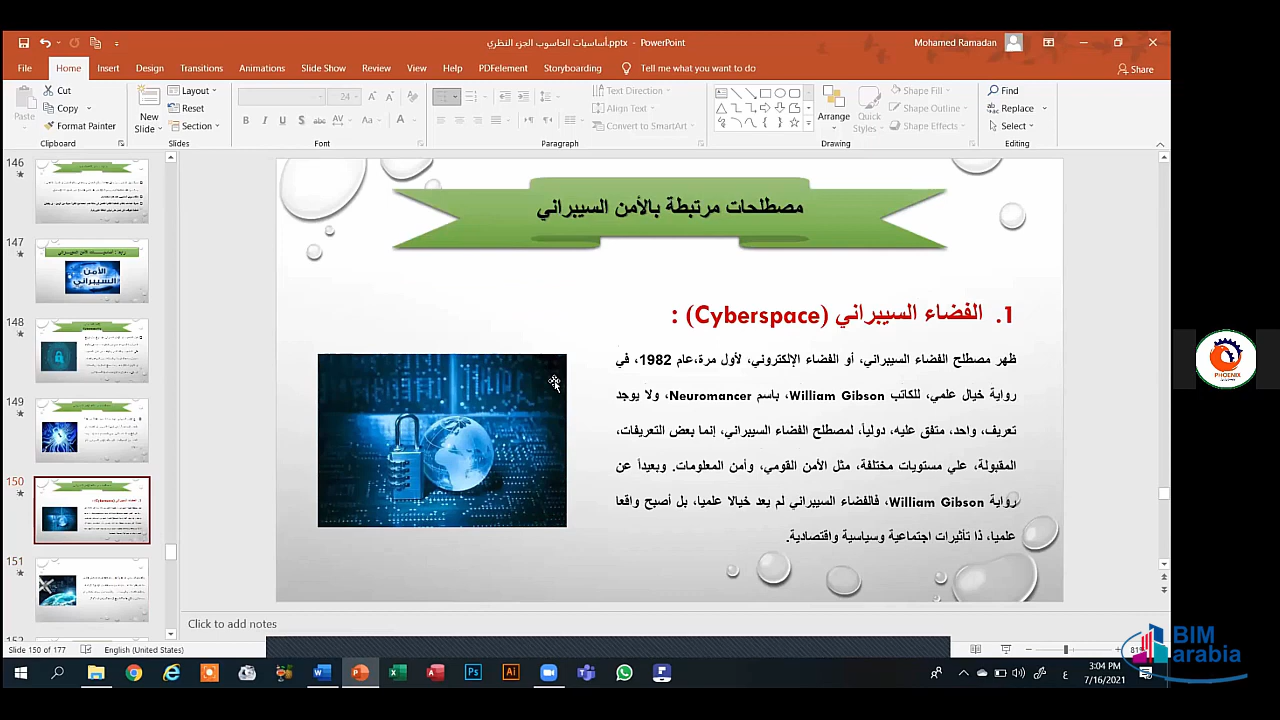 أساسيات الحاسوب الجزء النظري.pptx - PowerPoint
Mohamed Ramadan
File Home Insert Design Transitions Animations Slide Show Review View Help PDFelement Storyboarding Tell me what you want to do
Share
Paste
Cut
Copy
Format Painter
Clipboard
New Slide
Layout
Reset
Section
Slides
24
B I U S abc AV Aa A
Font
Text Direction
Align Text
Convert to SmartArt
Paragraph
Arrange
Quick Styles
Shape Fill
Shape Outline
Shape Effects
Drawing
Find
Replace
Select
Editing
146
147
الأمن السيبراني
148
149
150
151
مصطلحات مرتبطة بالأمن السيبراني
1. الفضاء السيبراني (Cyberspace) :
ظهر مصطلح الفضاء السيبراني، أو الفضاء الإلكتروني، لأول مرة،عام 1982، في
رواية خيال علمي، للكاتب William Gibson، باسم Neuromancer، ولا يوجد
تعريف، واحد، متفق عليه، دولياً، لمصطلح الفضاء السيبراني، إنما بعض التعريفات،
المقبولة، علي مستويات مختلفة، مثل الأمن القومي، وأمن المعلومات. وبعيداً عن
رواية William Gibson، فالفضاء السيبراني لم يعد خيالا علميا، بل أصبح واقعا
علميا، ذا تأثيرات اجتماعية وسياسية واقتصادية.
PHOENIX
Click to add notes
Slide 150 of 177
English (United States)
BIM
arabia
3:04 PM
7/16/2021